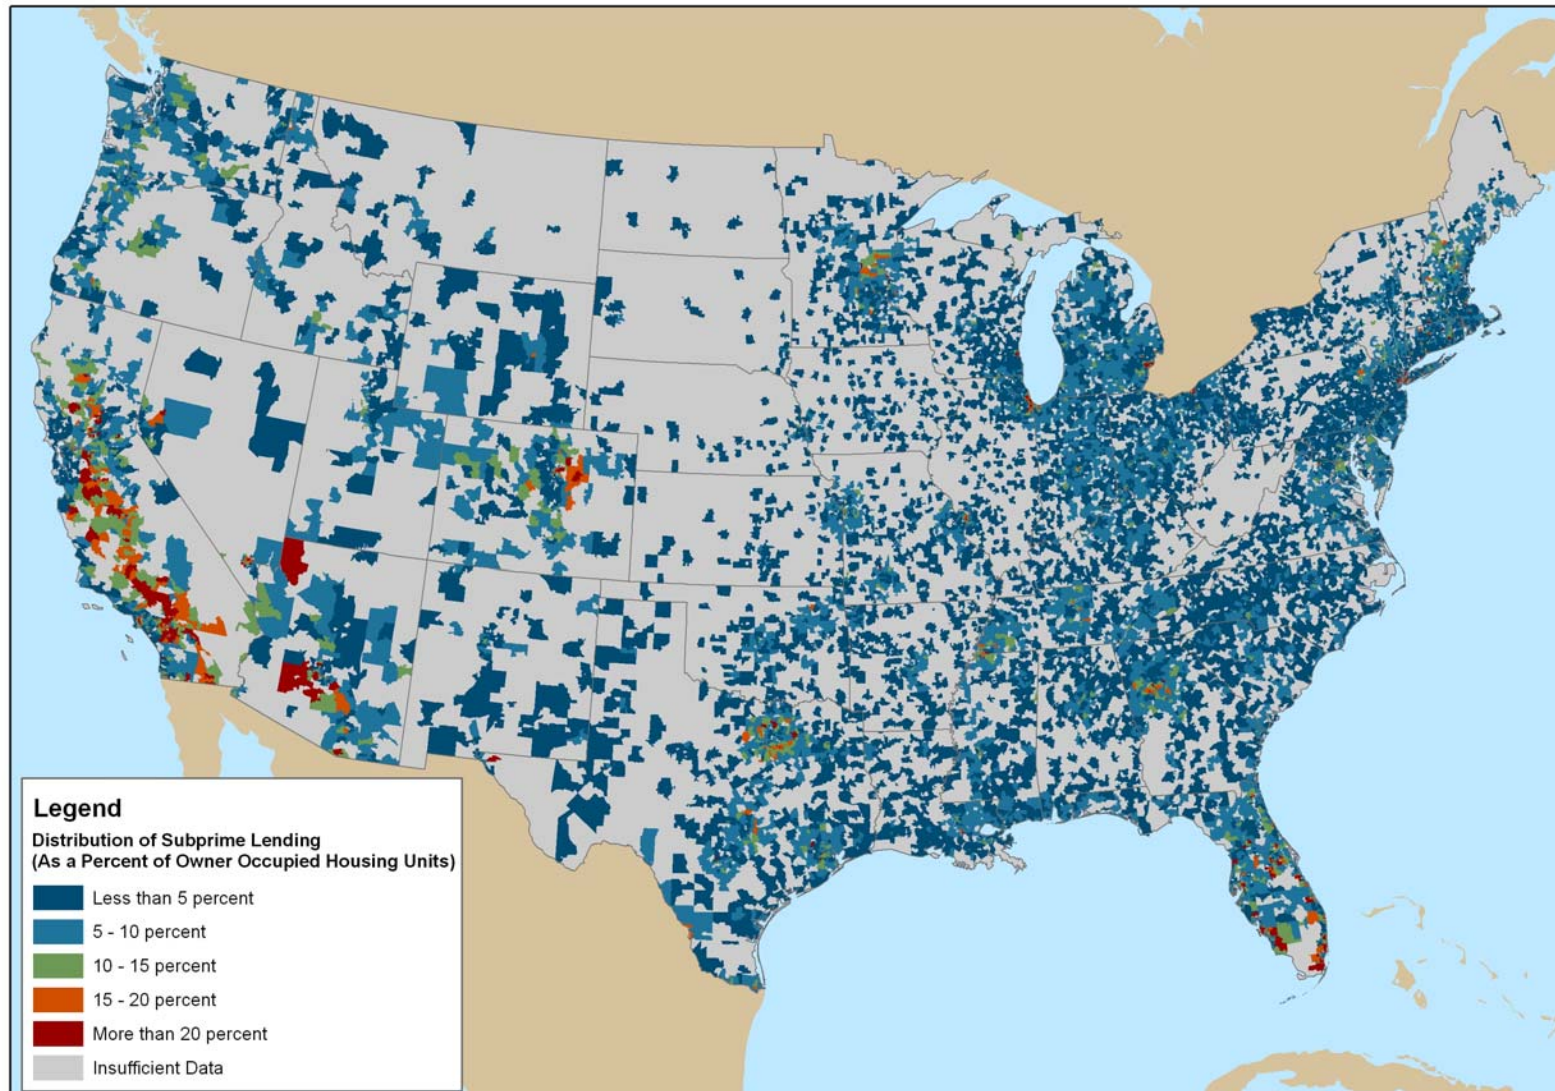 Legend
Distribution of Subprime Lending
(As a Percent of Owner Occupied Housing Units)
Less than 5 percent
5 - 10 percent
10 - 15 percent
15 - 20 percent
More than 20 percent
Insufficient Data